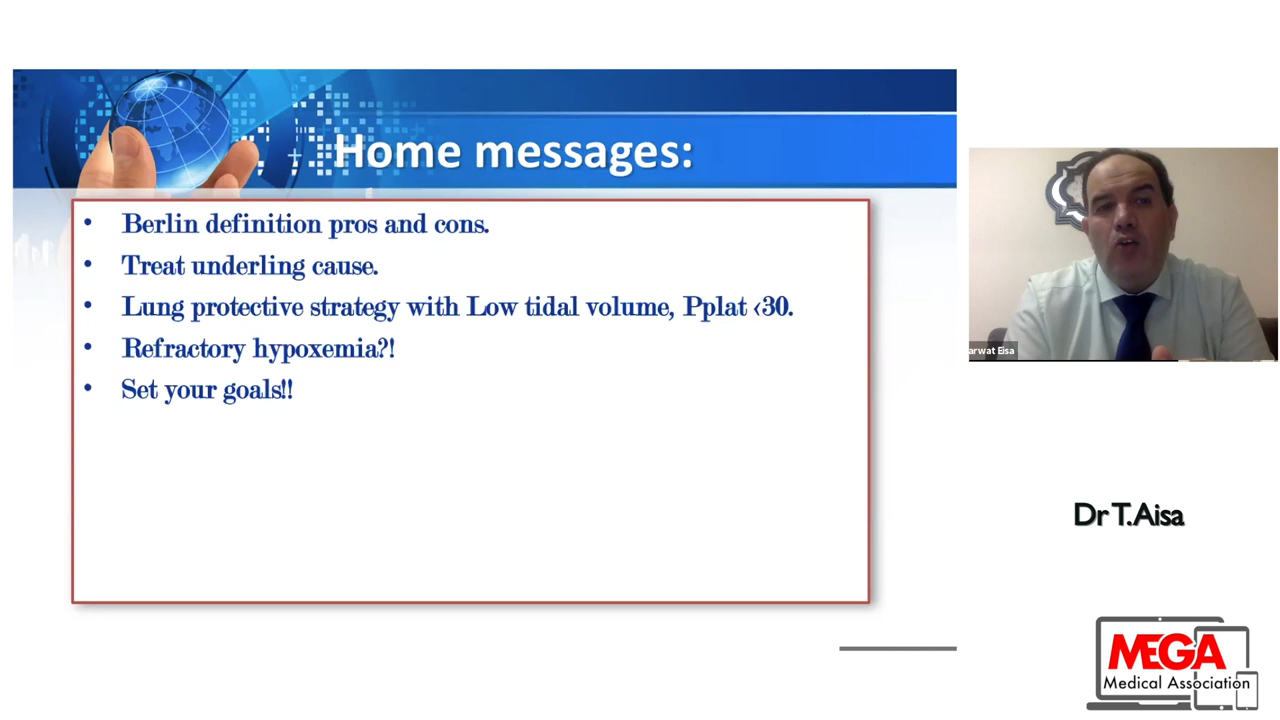 Home messages:
• Berlin definition pros and cons.
• Treat underling cause.
• Lung protective strategy with Low tidal volume, Pplat <30.
• Refractory hypoxemia?!
• Set your goals!!
arwat Eisa
Dr T.Aisa
MEGA
Medical Association